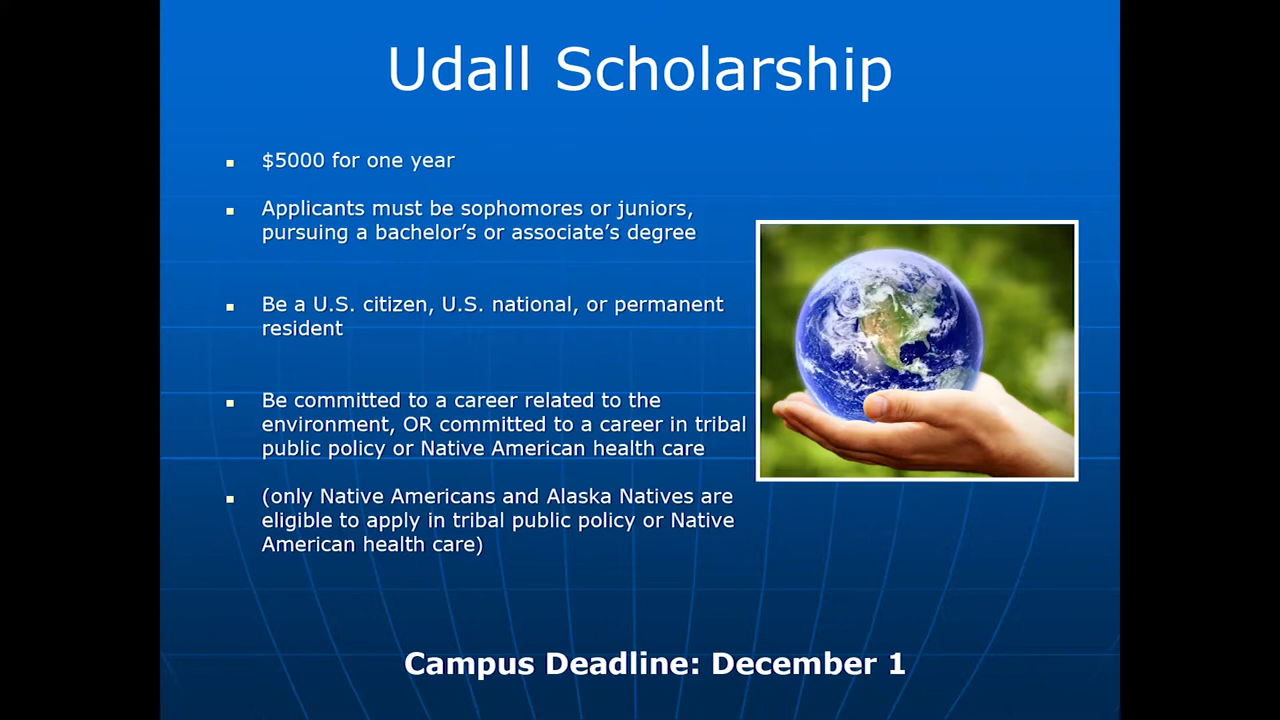 Udall Scholarship
$5000 for one year
Applicants must be sophomores or juniors,
pursuing a bachelor’s or associate’s degree
Be a U.S. citizen, U.S. national, or permanent
resident
Be committed to a career related to the
environment, OR committed to a career in tribal
public policy or Native American health care
(only Native Americans and Alaska Natives are
eligible to apply in tribal public policy or Native
American health care)
Campus Deadline: December 1